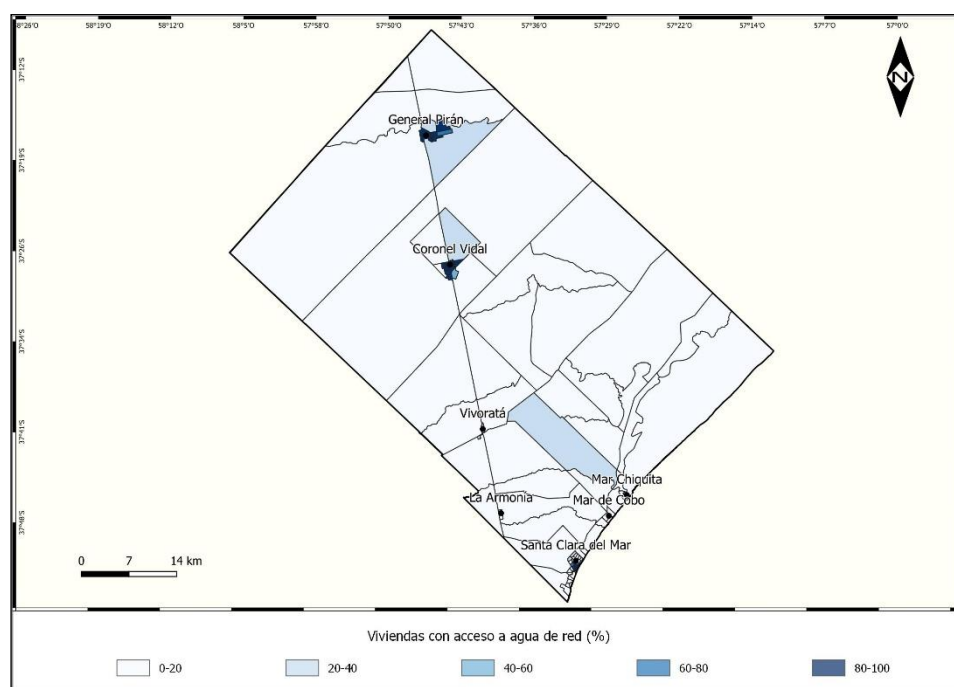 58°26'O 58°19'O 58°12'O 58°5'O 57°58'O 57°50'O 57°43'O 57°36'O 57°29'O 57°22'O 57°14'O 57°7'O 57°0'O
37°12'S
N
General Pirán
37°19'S
Coronel Vidal
37°26'S
37°34'S
Vivoratá
37°41'S
Mar Chiquita
La Armonia
Mar de Cobo
37°48'S
Santa Clara del Mar
0 7 14 km
Viviendas con acceso a agua de red (%)
0-20 20-40 40-60 60-80 80-100